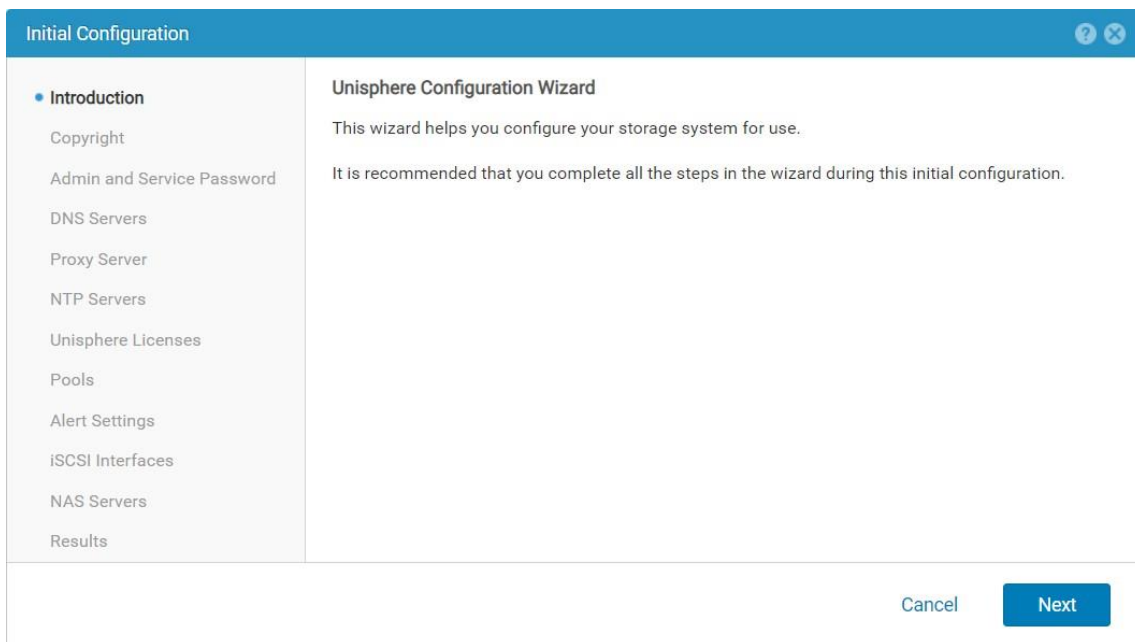 Initial Configuration
Introduction
Copyright
Admin and Service Password
DNS Servers
Proxy Server
NTP Servers
Unisphere Licenses
Pools
Alert Settings
iSCSI Interfaces
NAS Servers
Results
Unisphere Configuration Wizard
This wizard helps you configure your storage system for use.
It is recommended that you complete all the steps in the wizard during this initial configuration.
Cancel
Next